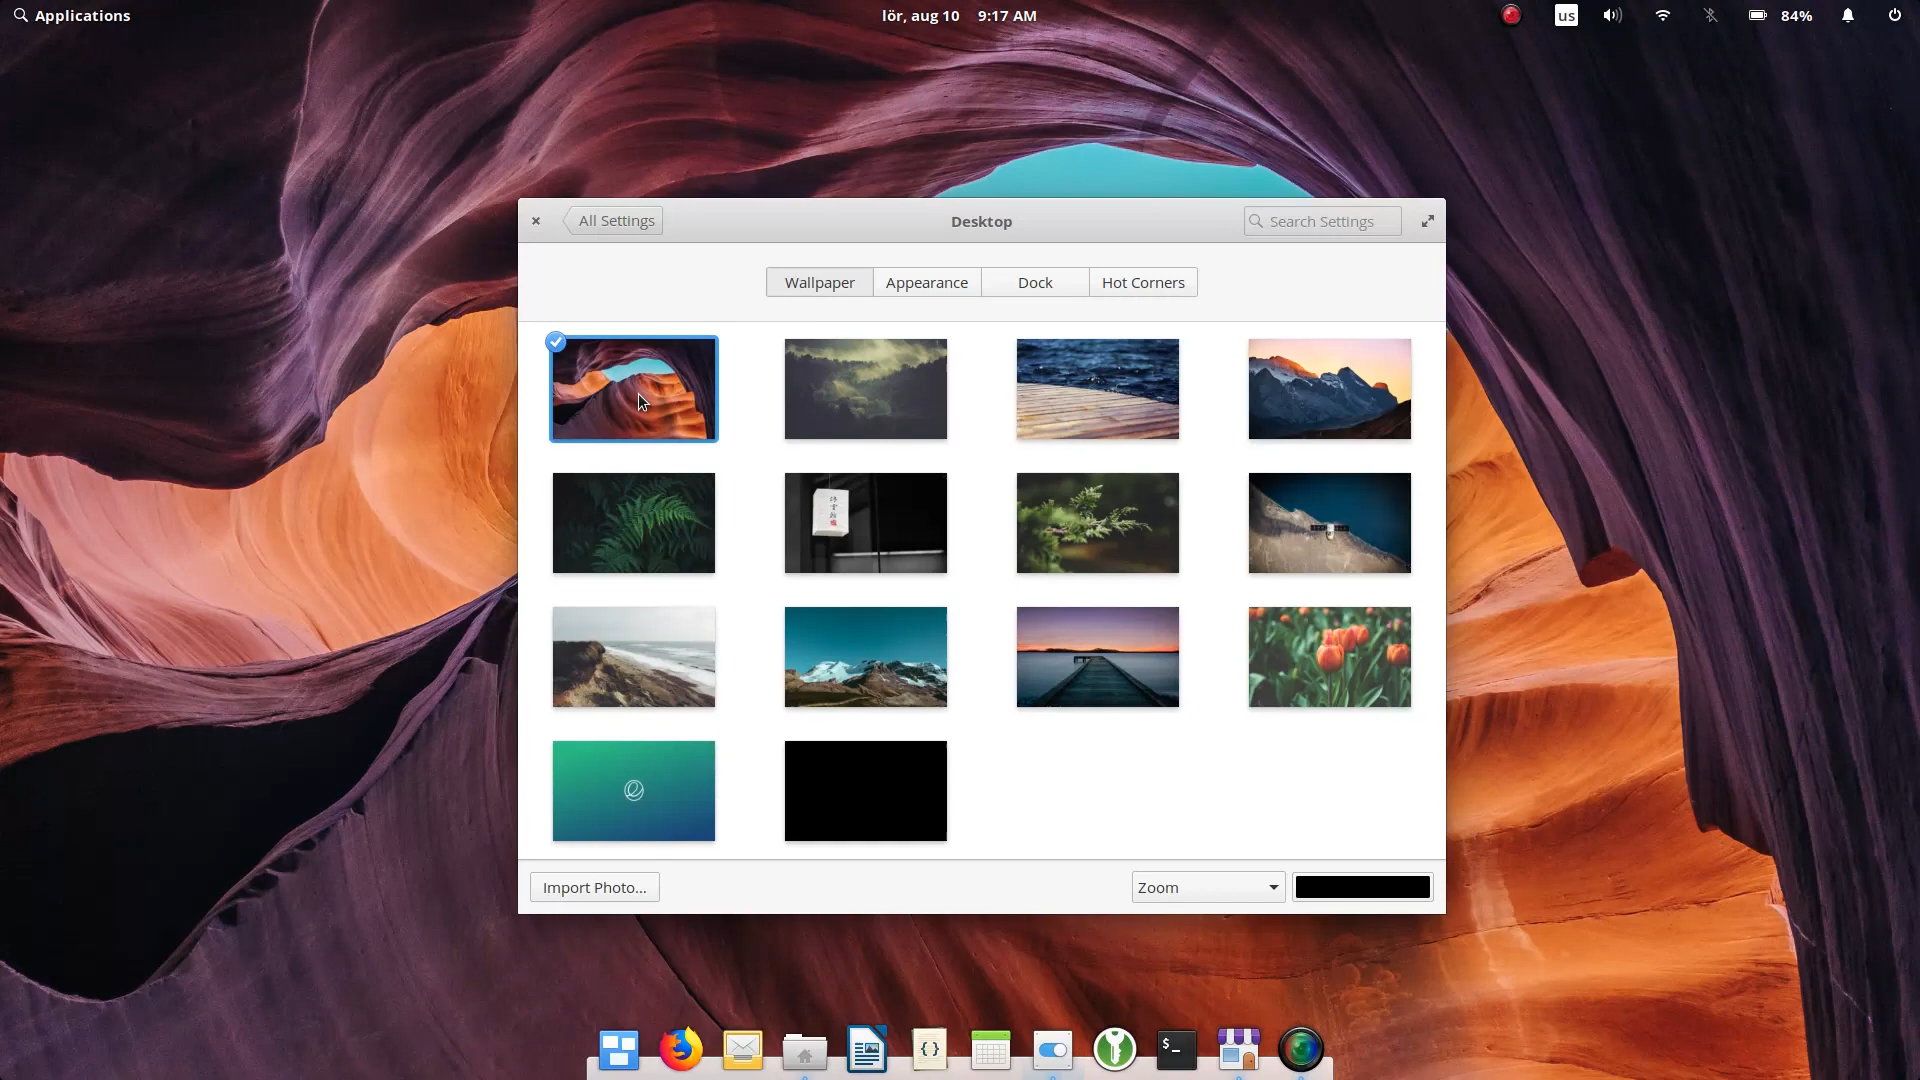 Applications
lör, aug 10 9:17 AM
us
84%
All Settings
Desktop
Search Settings
Wallpaper
Appearance
Dock
Hot Corners
Import Photo...
Zoom
{}
$_